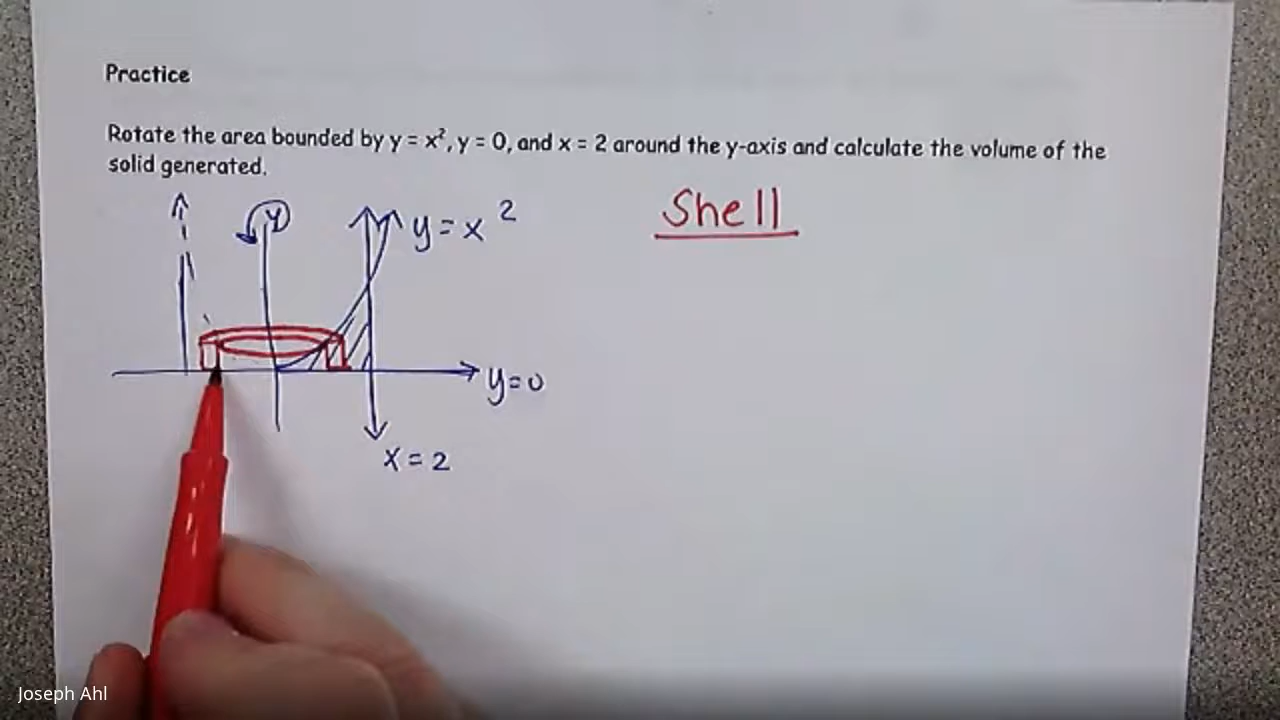 Practice
Rotate the area bounded by y = x², y = 0, and x = 2 around the y-axis and calculate the volume of the
solid generated.
Shell
y
y = x²
y = 0
x = 2
Joseph Ahl